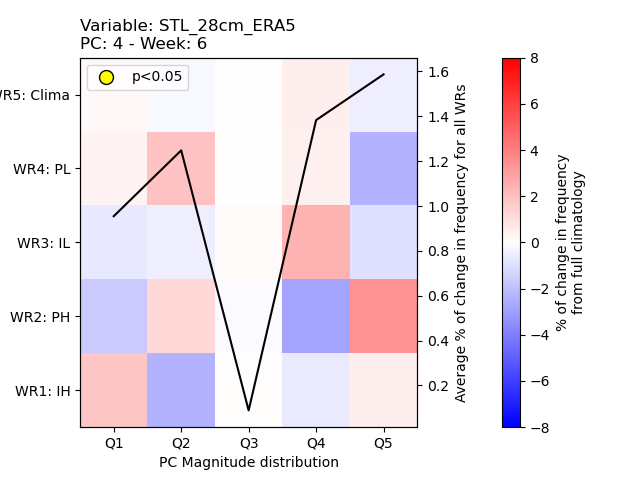 Variable: STL_28cm_ERA5
PC: 4 - Week: 6
p<0.05
WR5: Clima
WR4: PL
WR3: IL
WR2: PH
WR1: IH
Q1 Q2 Q3 Q4 Q5
PC Magnitude distribution
1.6
1.4
1.2
1.0
0.8
0.6
0.4
0.2
Average % of change in frequency for all WRs
8
6
4
2
0
−2
−4
−6
−8
% of change in frequency
from full climatology